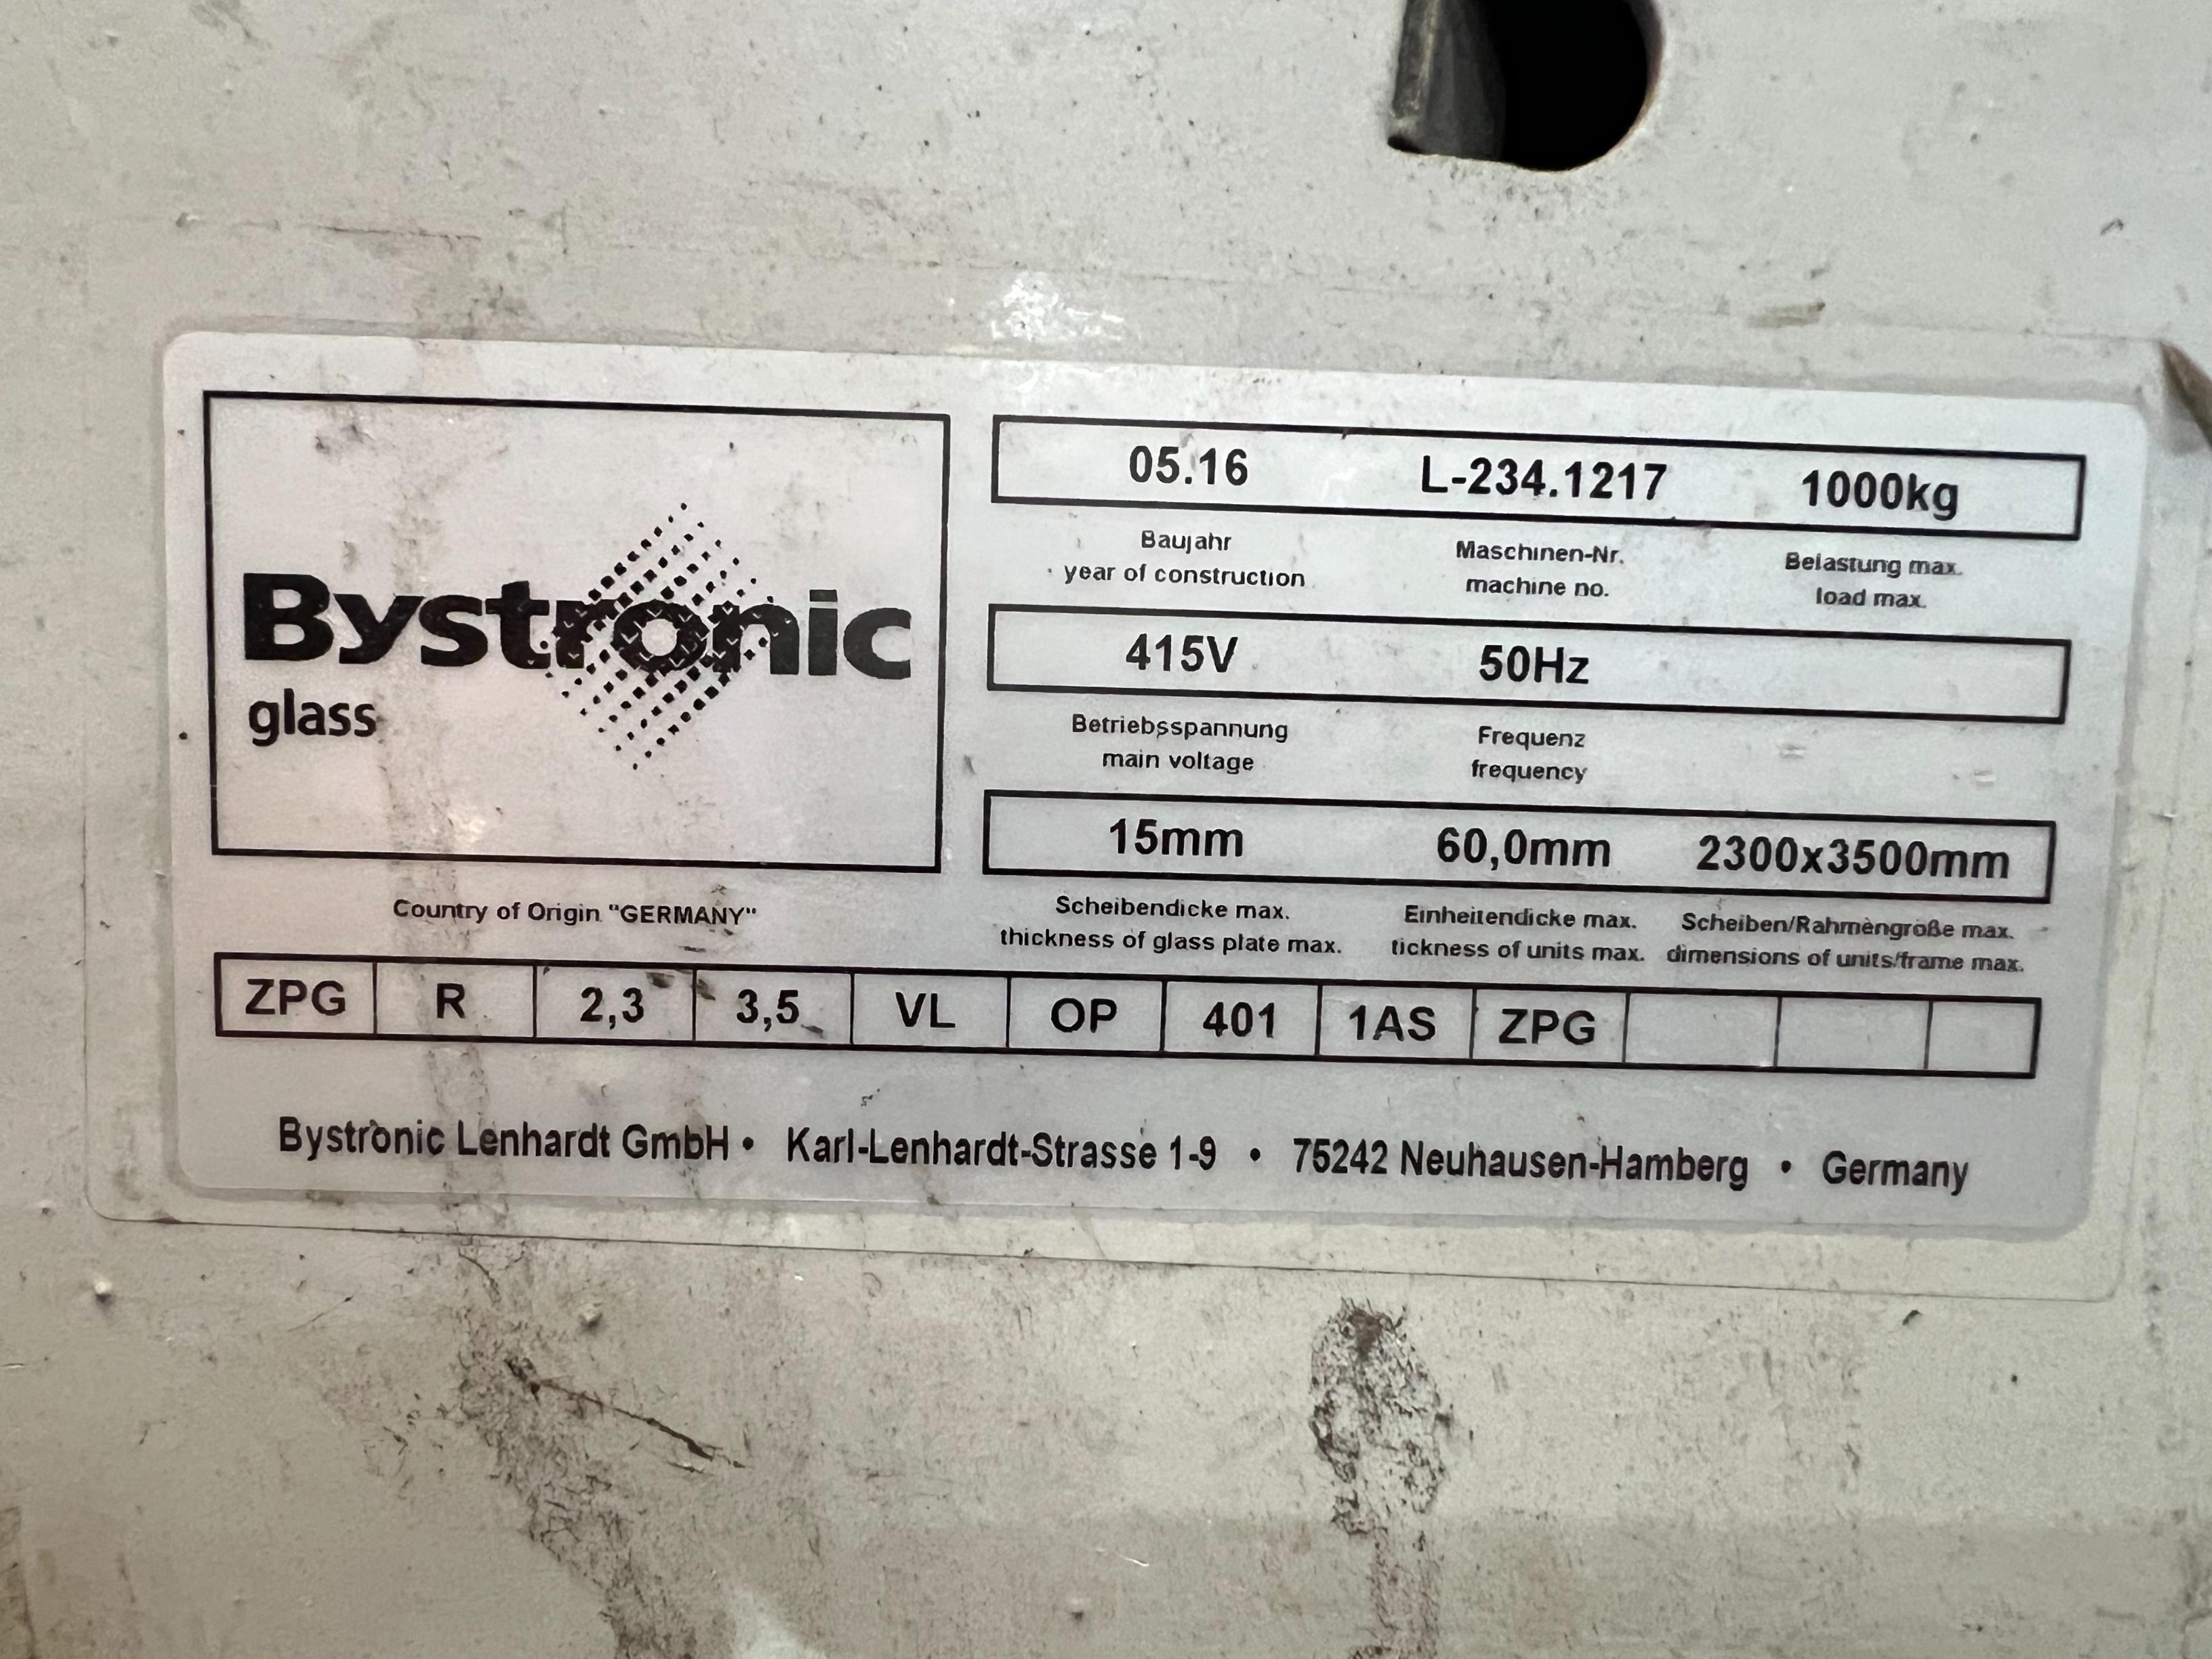 Bystronic
glass
Country of Origin "GERMANY"
05.16 L-234.1217 1000kg
Baujahr Maschinen-Nr. Belastung max.
year of construction machine no. load max.
415V 50Hz
Betriebsspannung Frequenz
main voltage frequency
15mm 60,0mm 2300x3500mm
Scheibendicke max. Einheitendicke max. Scheiben/Rahmengröße max.
thickness of glass plate max. tickness of units max. dimensions of units/frame max.
ZPG R 2,3 3,5 VL OP 401 1AS ZPG
Bystronic Lenhardt GmbH • Karl-Lenhardt-Strasse 1-9 • 75242 Neuhausen-Hamberg • Germany